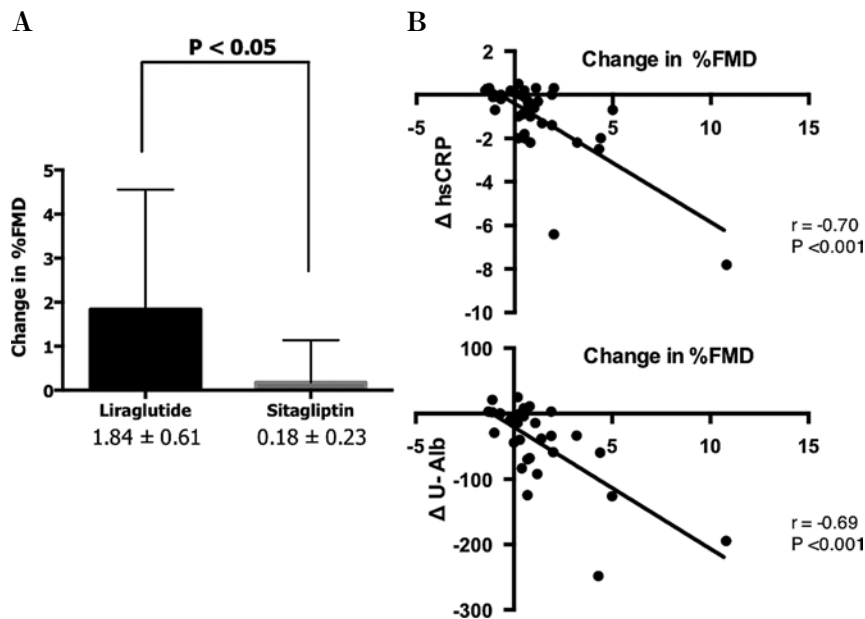 A
P < 0.05
Change in %FMD
5
4
3
2
1
0
Liraglutide
Sitagliptin
1.84 ± 0.61
0.18 ± 0.23
B
Change in %FMD
2
-5
5
10
15
-2
-4
-6
-8
-10
Δ hsCRP
r = -0.70
P <0.001
Change in %FMD
100
-5
5
10
15
-100
-200
-300
Δ U- Alb
r = -0.69
P <0.001